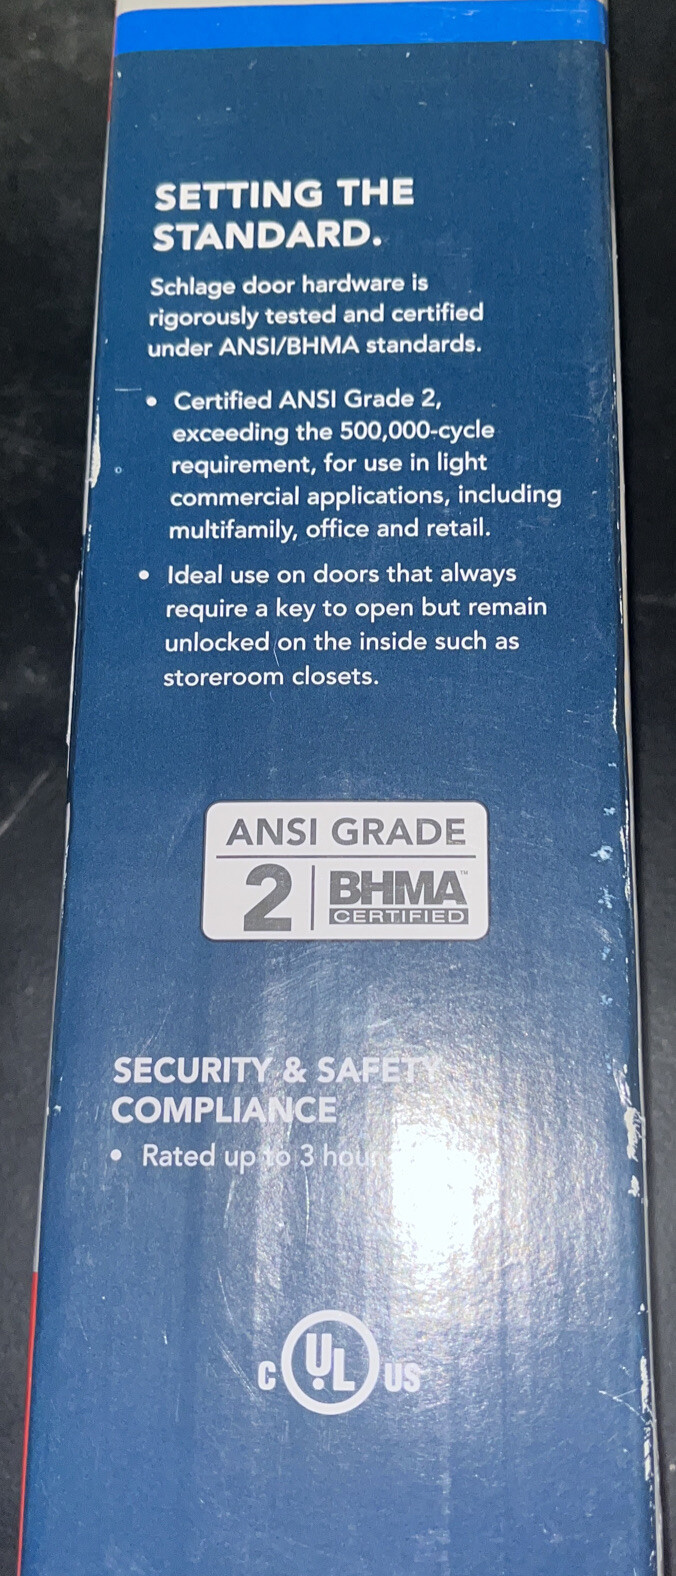 SETTING THE
STANDARD.
Schlage door hardware is
rigorously tested and certified
under ANSI/BHMA standards.
• Certified ANSI Grade 2,
exceeding the 500,000-cycle
requirement, for use in light
commercial applications, including
multifamily, office and retail.
• Ideal use on doors that always
require a key to open but remain
unlocked on the inside such as
storeroom closets.
ANSI GRADE
2 BHMA™
CERTIFIED
SECURITY & SAFETY
COMPLIANCE
• Rated up to 3
C UL US